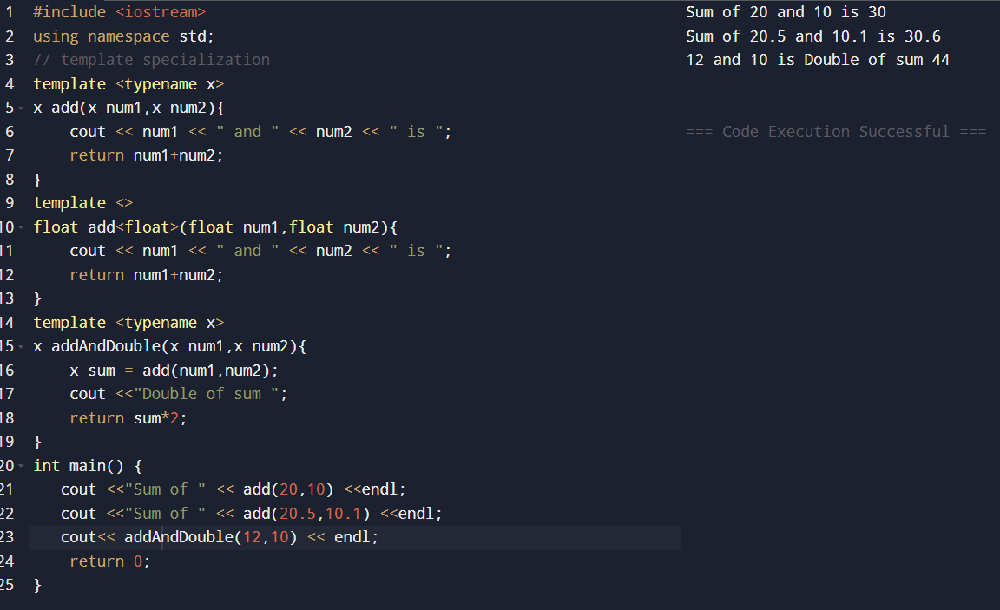 1 #include <iostream>
2 using namespace std;
3 // template specialization
4 template <typename x>
5 x add(x num1,x num2){
6     cout << num1 << " and " << num2 << " is ";
7     return num1+num2;
8 }
9 template <>
10 float add<float>(float num1,float num2){
11     cout << num1 << " and " << num2 << " is ";
12     return num1+num2;
13 }
14 template <typename x>
15 x addAndDouble(x num1,x num2){
16     x sum = add(num1,num2);
17     cout <<"Double of sum ";
18     return sum*2;
19 }
20 int main() {
21    cout <<"Sum of " << add(20,10) <<endl;
22    cout <<"Sum of " << add(20.5,10.1) <<endl;
23    cout<< addAndDouble(12,10) << endl;
24     return 0;
25 }
Sum of 20 and 10 is 30
Sum of 20.5 and 10.1 is 30.6
12 and 10 is Double of sum 44
=== Code Execution Successful ===